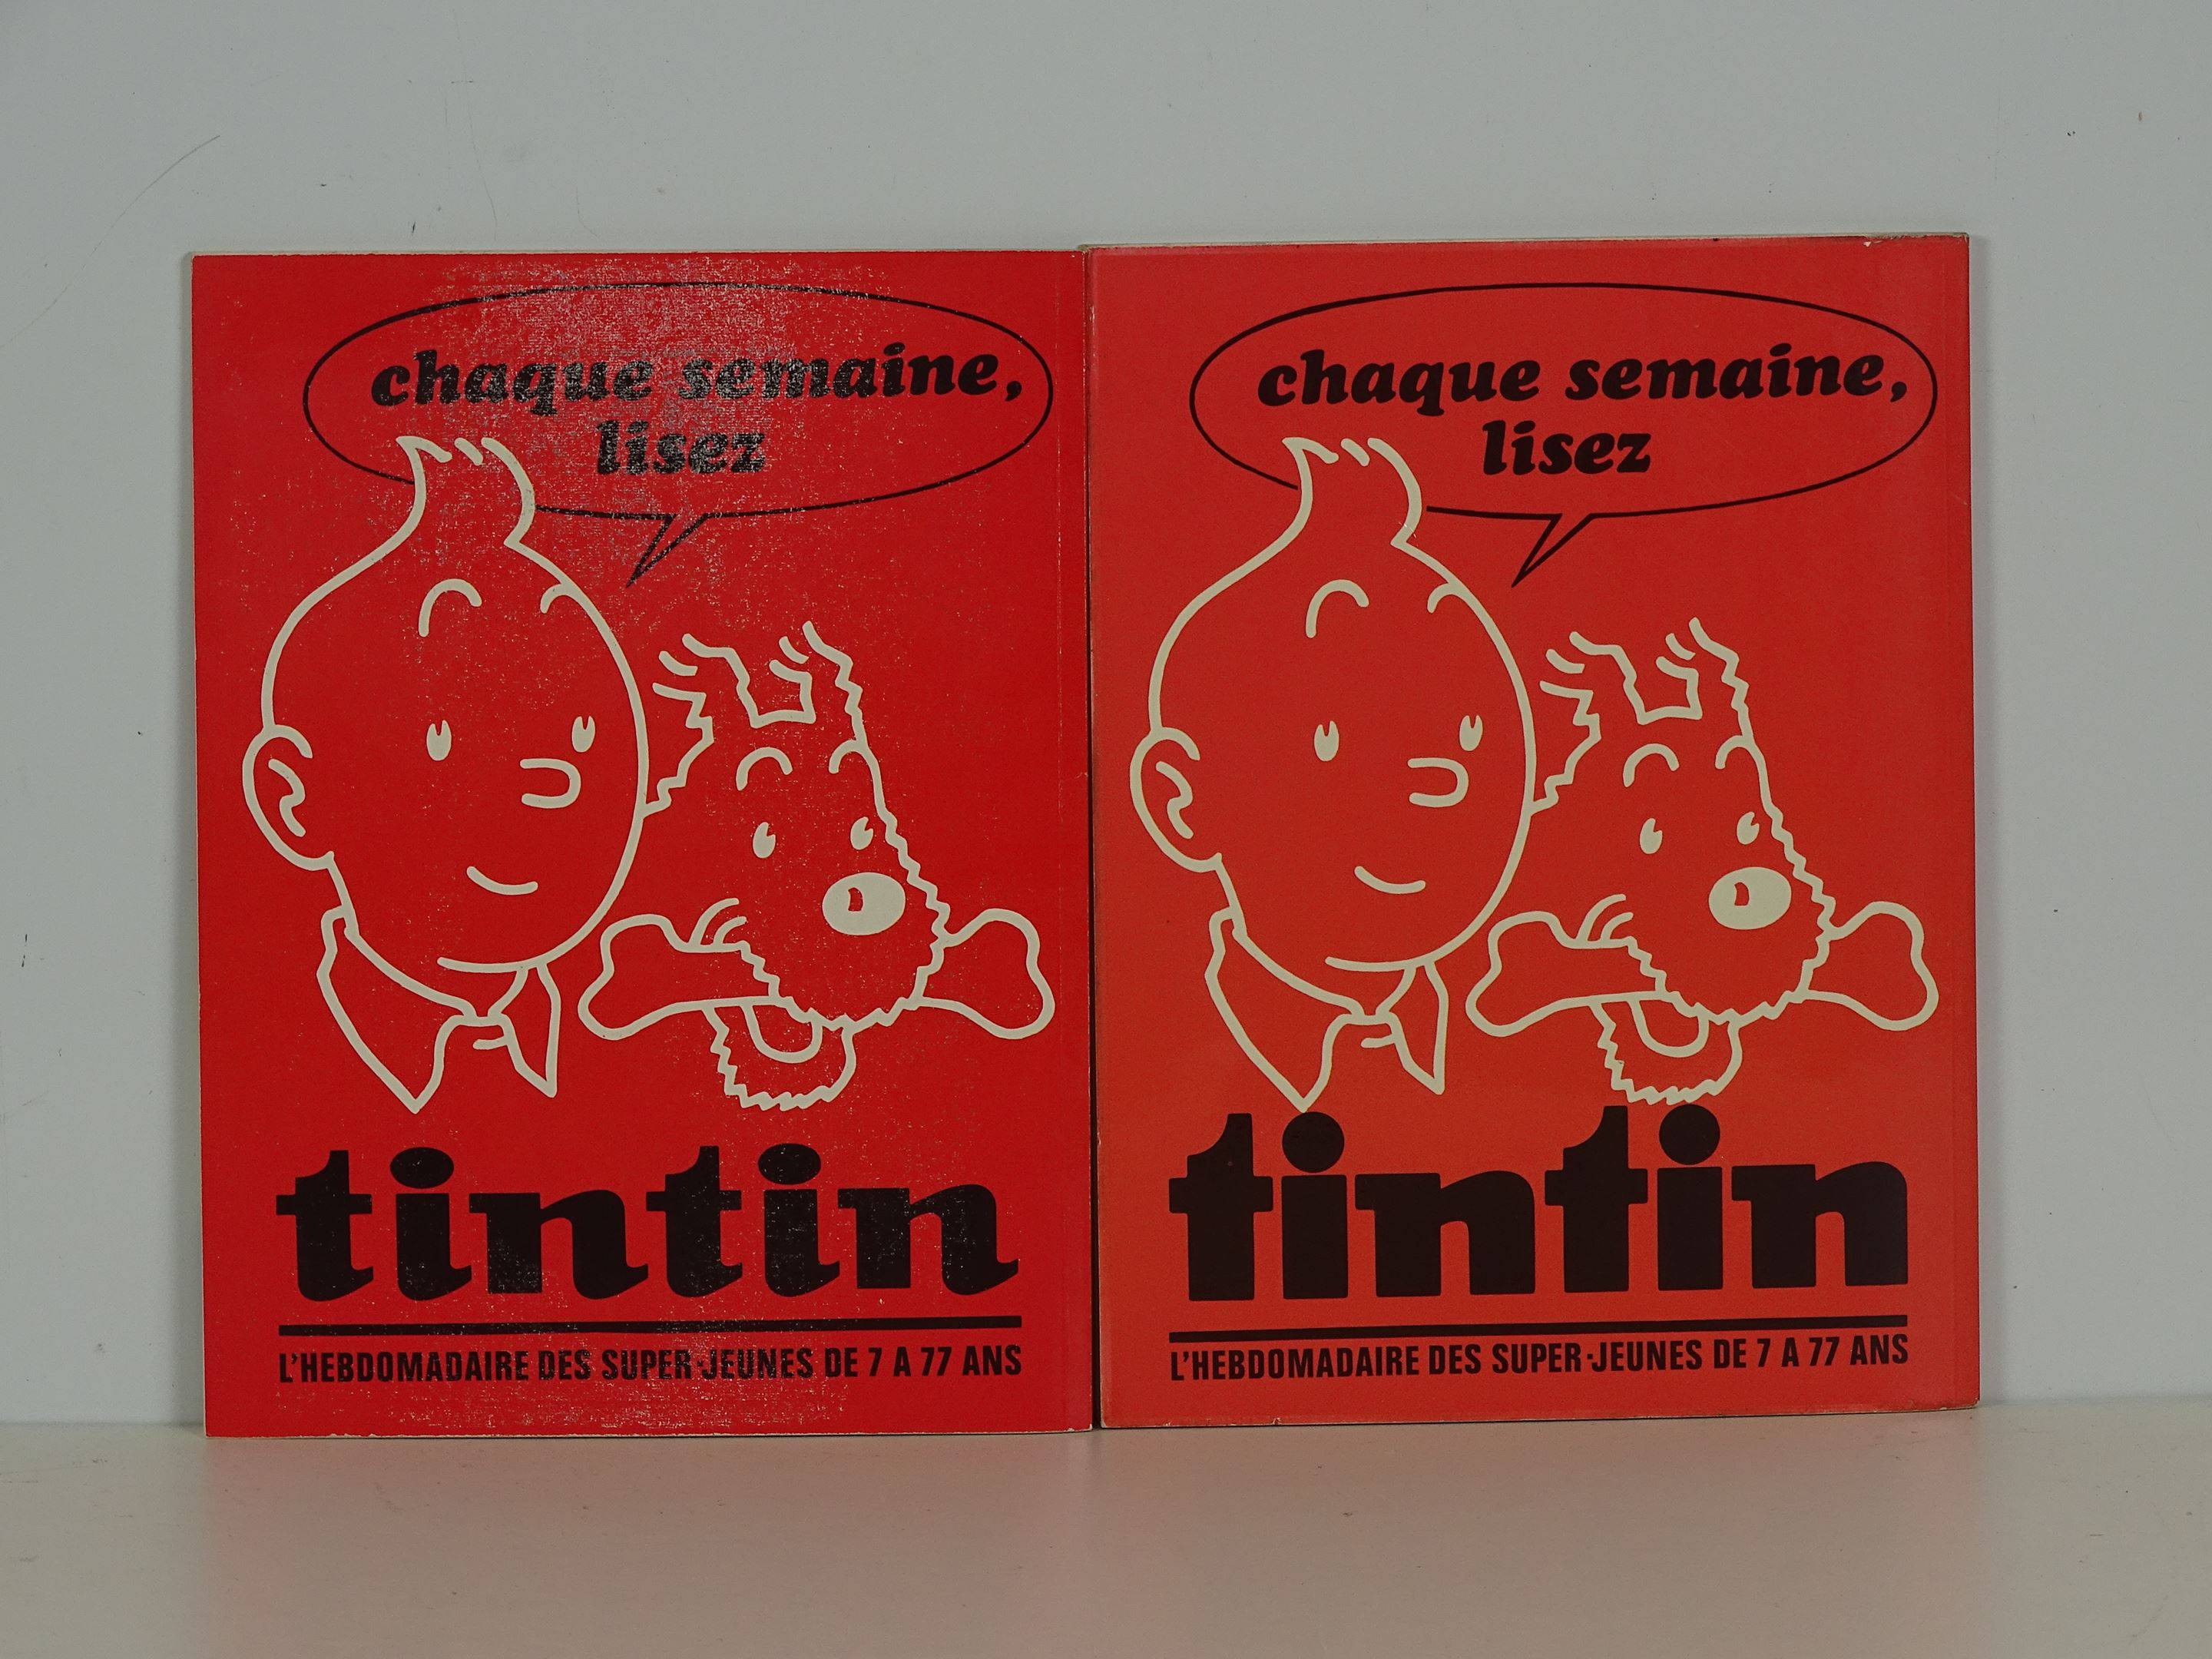 chaque semaine,
lisez
tintin
L'HEBDOMADAIRE DES SUPER-JEUNES DE 7 A 77 ANS
chaque semaine,
lisez
tintin
L'HEBDOMADAIRE DES SUPER-JEUNES DE 7 A 77 ANS